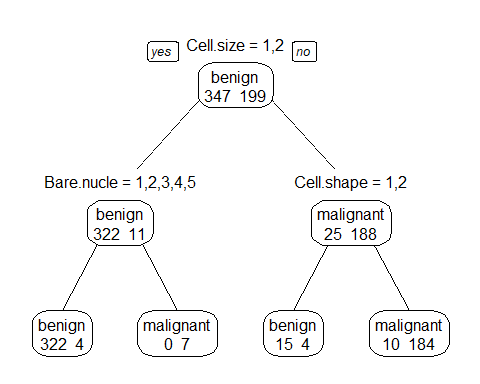 yes Cell.size = 1,2 no
benign
347 199
Bare.nucle = 1,2,3,4,5 Cell.shape = 1,2
benign malignant
322 11 25 188
benign malignant benign malignant
322 4 0 7 15 4 10 184